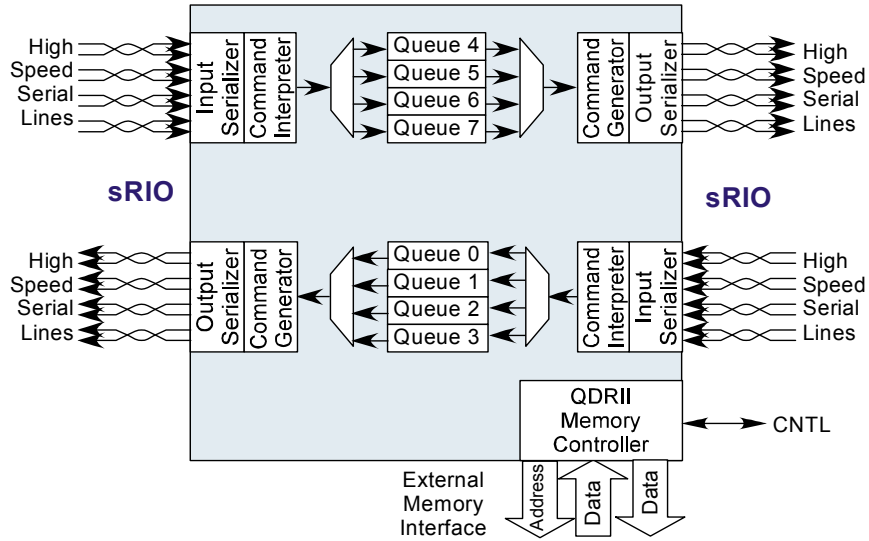 High
Speed
Serial
Lines
Input
Serializer
Command
Interpreter
Queue 4
Queue 5
Queue 6
Queue 7
Command
Generator
Output
Serializer
High
Speed
Serial
Lines
sRIO
sRIO
High
Speed
Serial
Lines
Output
Serializer
Command
Generator
Queue 0
Queue 1
Queue 2
Queue 3
Command
Interpreter
Input
Serializer
High
Speed
Serial
Lines
QDRII
Memory
Controller
CNTL
External
Memory
Interface
Address
Data
Data